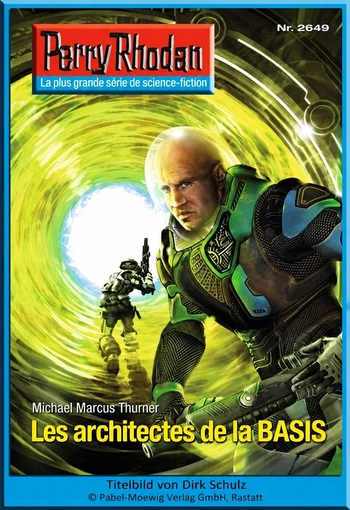 Nr. 2649
Perry Rhodan
La plus grande série de science-fiction
Michael Marcus Thurner
Les architectes de la BASIS
Titelbild von Dirk Schulz
© Pabel-Moewig Verlag GmbH, Rastatt